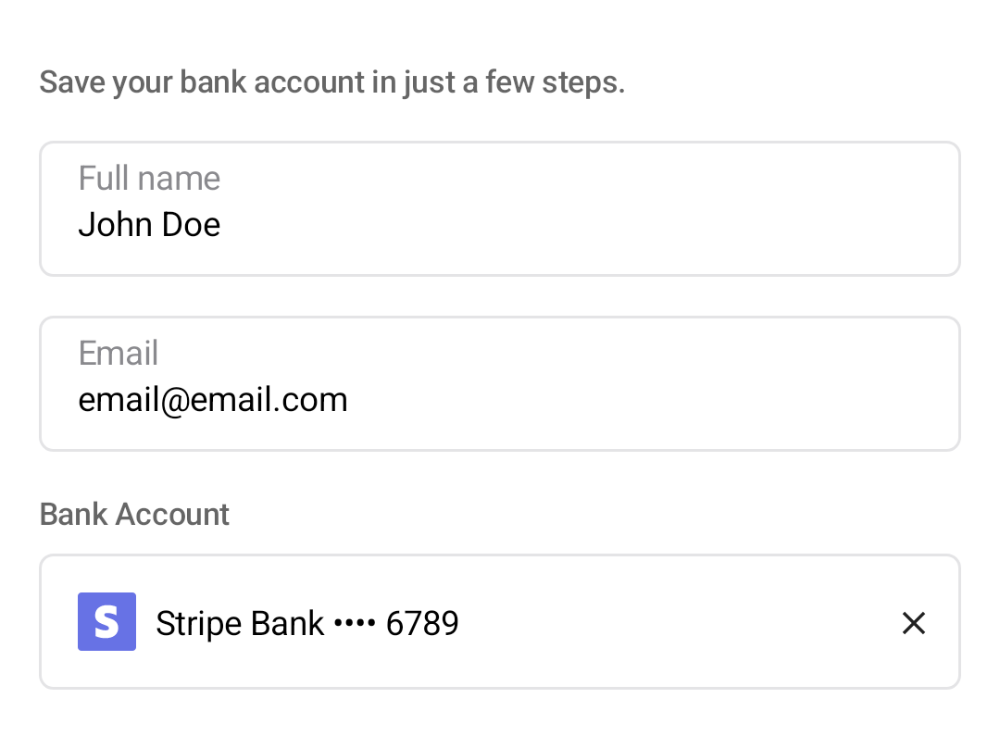 Save your bank account in just a few steps.
Full name
John Doe
Email
email@email.com
Bank Account
S Stripe Bank •••• 6789